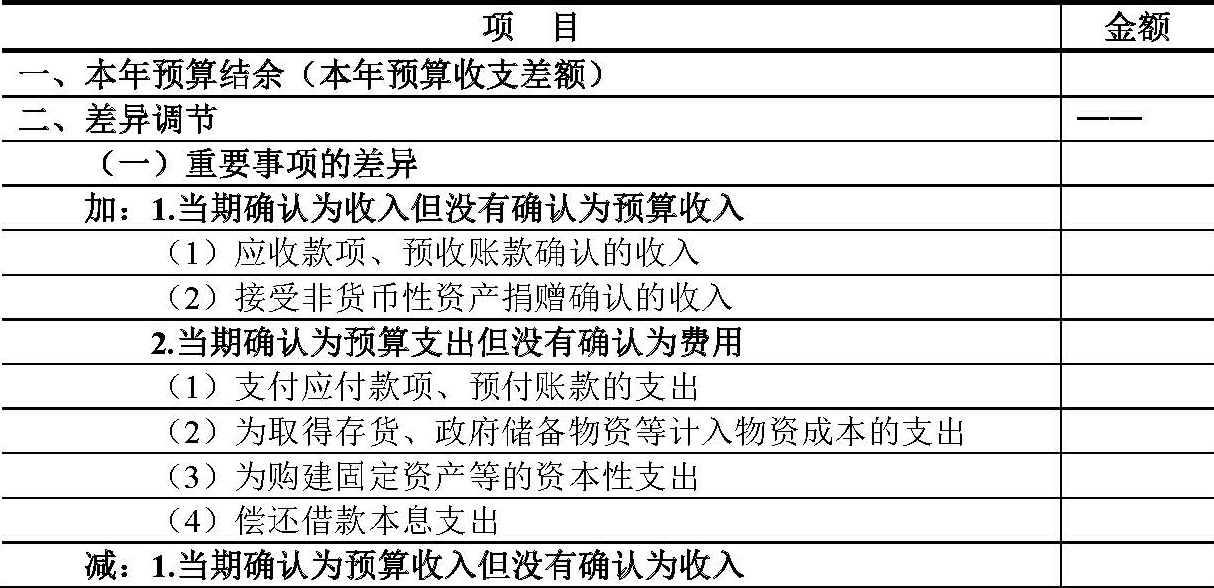 项 目 金额
一、本年预算结余（本年预算收支差额）
二、差异调节 ——
（一）重要事项的差异
加：1.当期确认为收入但没有确认为预算收入
（1）应收款项、预收账款确认的收入
（2）接受非货币性资产捐赠确认的收入
2.当期确认为预算支出但没有确认为费用
（1）支付应付款项、预付账款的支出
（2）为取得存货、政府储备物资等计入物资成本的支出
（3）为购建固定资产等的资本性支出
（4）偿还借款本息支出
减：1.当期确认为预算收入但没有确认为收入